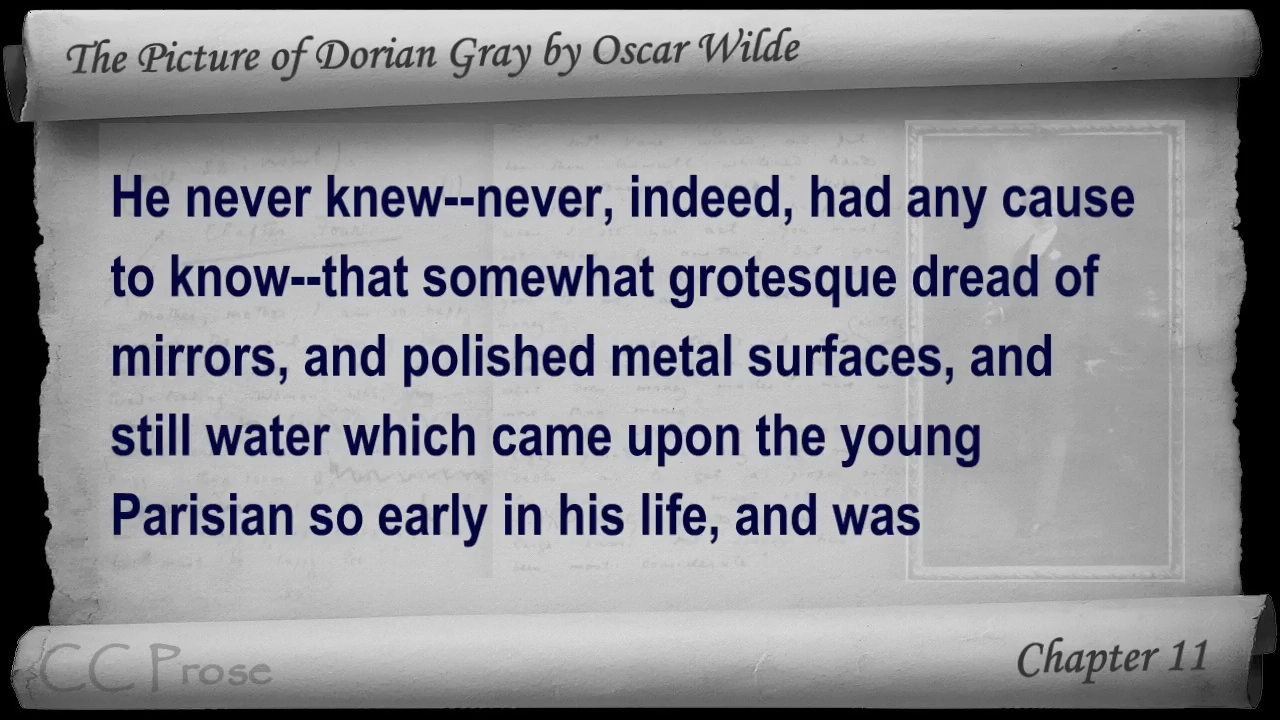 The Picture of Dorian Gray by Oscar Wilde
He never knew--never, indeed, had any cause
to know--that somewhat grotesque dread of
mirrors, and polished metal surfaces, and
still water which came upon the young
Parisian so early in his life, and was
CC Prose
Chapter 11